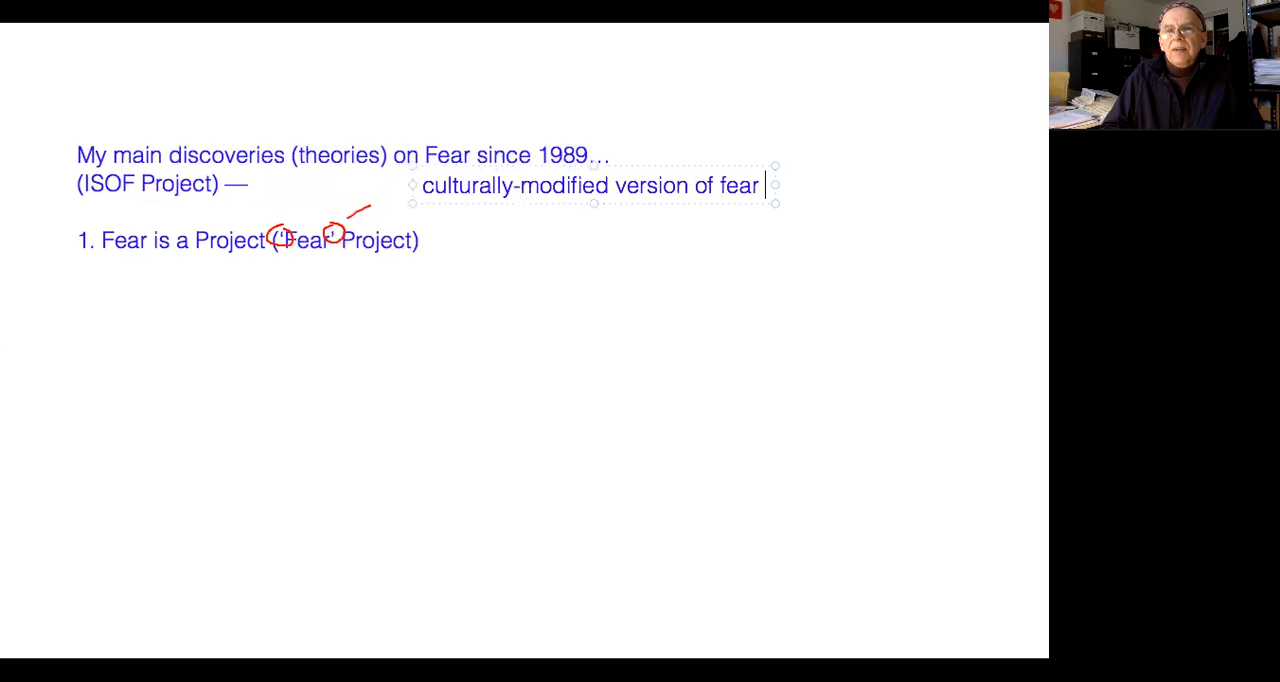 My main discoveries (theories) on Fear since 1989…
(ISOF Project) —
culturally-modified version of fear
1. Fear is a Project (‘Fear’ Project)